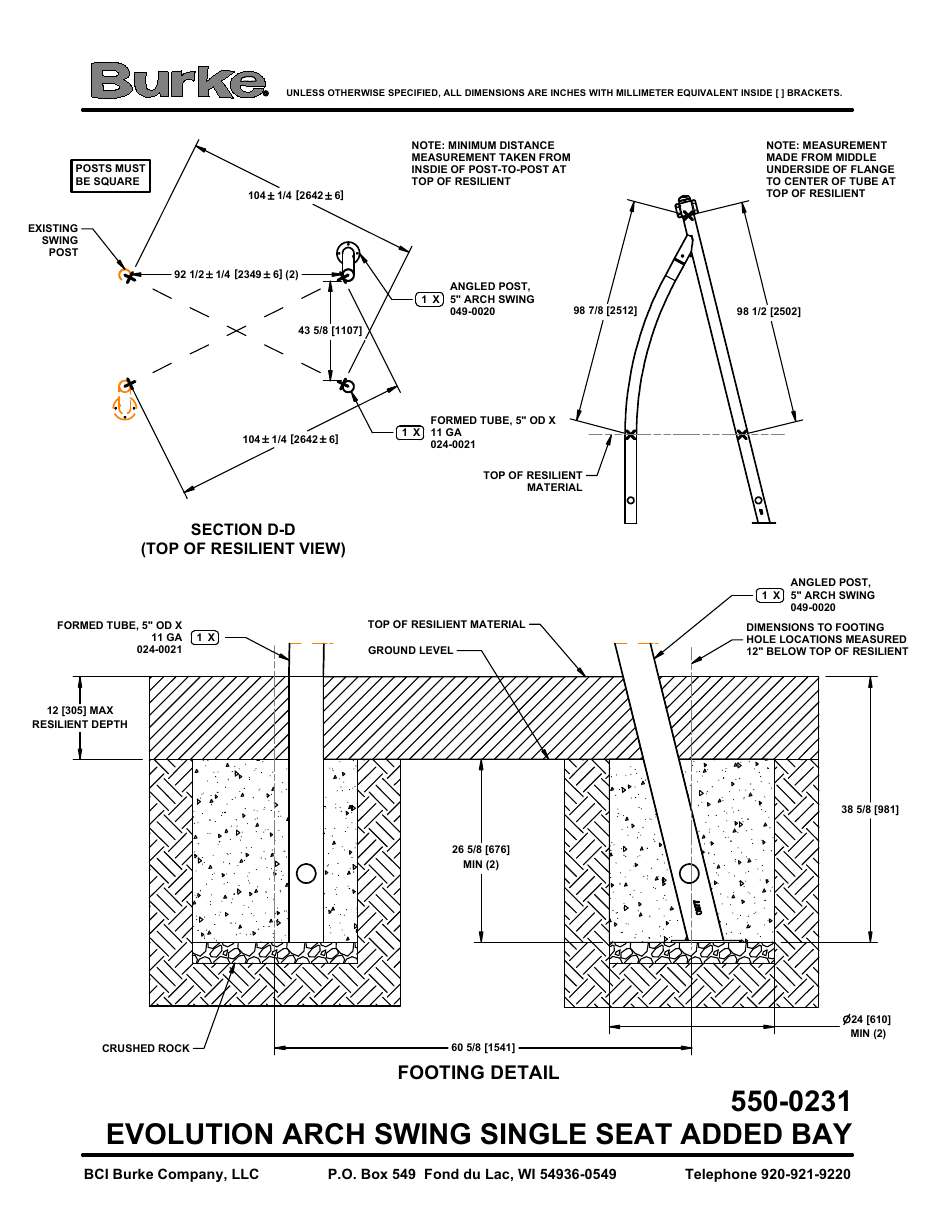 Burke
UNLESS OTHERWISE SPECIFIED, ALL DIMENSIONS ARE INCHES WITH MILLIMETER EQUIVALENT INSIDE [ ] BRACKETS.
POSTS MUST
BE SQUARE
NOTE: MINIMUM DISTANCE
MEASUREMENT TAKEN FROM
INSDIE OF POST-TO-POST AT
TOP OF RESILIENT
NOTE: MEASUREMENT
MADE FROM MIDDLE
UNDERSIDE OF FLANGE
TO CENTER OF TUBE AT
TOP OF RESILIENT
104± 1/4 [2642± 6]
EXISTING
SWING
POST
92 1/2± 1/4 [2349± 6] (2)
1 X
ANGLED POST,
5" ARCH SWING
049-0020
43 5/8 [1107]
98 7/8 [2512]
98 1/2 [2502]
104± 1/4 [2642± 6]
1 X
FORMED TUBE, 5" OD X
11 GA
024-0021
TOP OF RESILIENT
MATERIAL
SECTION D-D
(TOP OF RESILIENT VIEW)
1 X
ANGLED POST,
5" ARCH SWING
049-0020
FORMED TUBE, 5" OD X
11 GA
024-0021
1 X
TOP OF RESILIENT MATERIAL
GROUND LEVEL
DIMENSIONS TO FOOTING
HOLE LOCATIONS MEASURED
12" BELOW TOP OF RESILIENT
12 [305] MAX
RESILIENT DEPTH
38 5/8 [981]
26 5/8 [676]
MIN (2)
Ø24 [610]
MIN (2)
CRUSHED ROCK
60 5/8 [1541]
FOOTING DETAIL
550-0231
EVOLUTION ARCH SWING SINGLE SEAT ADDED BAY
BCI Burke Company, LLC
P.O. Box 549 Fond du Lac, WI 54936-0549
Telephone 920-921-9220